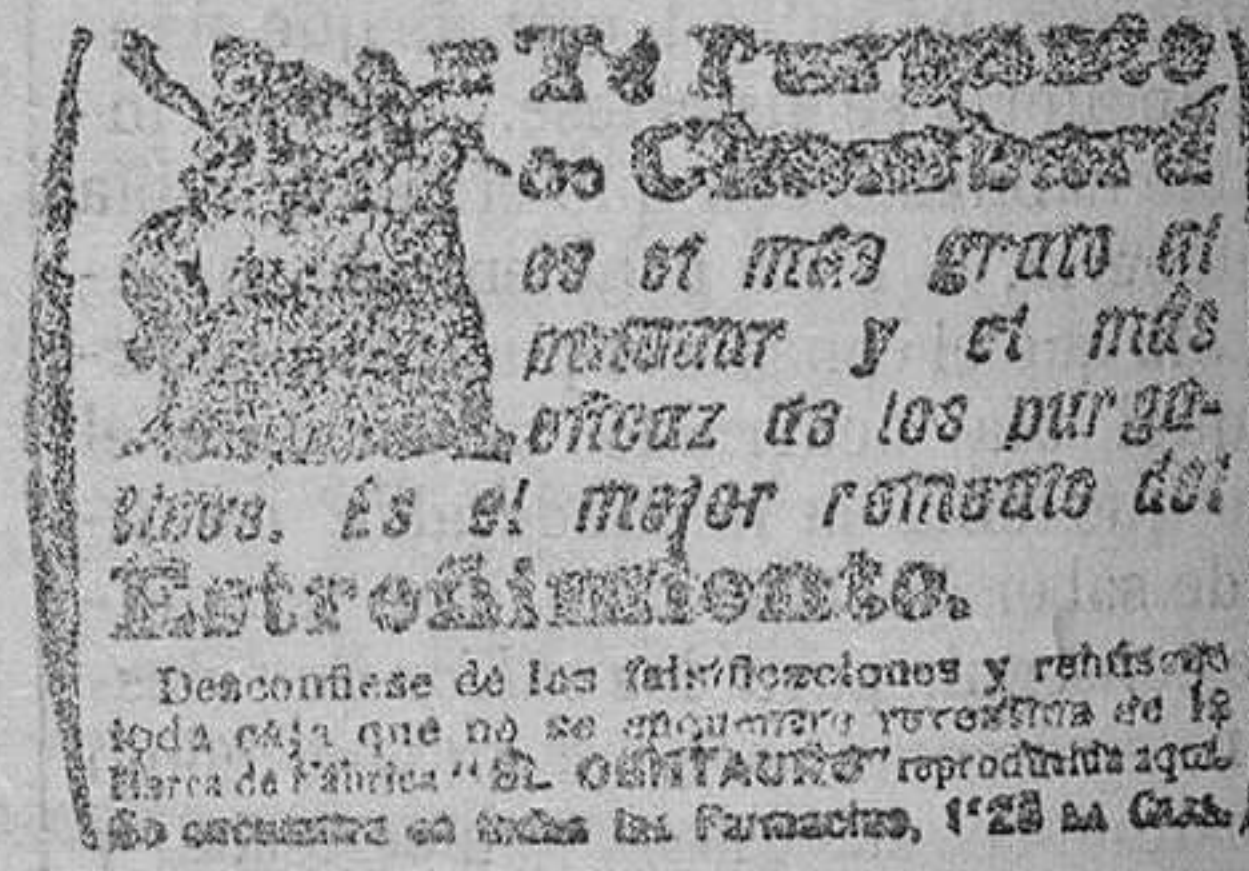 El Té Purgante
de Chambard
es el más grato al
paladar y el más
eficaz de los purga-
tivos. Es el mejor remedio del
Estreñimiento.
Desconfiese de las falsificaciones y rehúsese
toda caja que no se encuentre revestida de la
Marca de Fábrica "EL CENTAURO" reproducida aquí.
Se encuentra en todas las Farmacias, 1'25 LA CAJA.